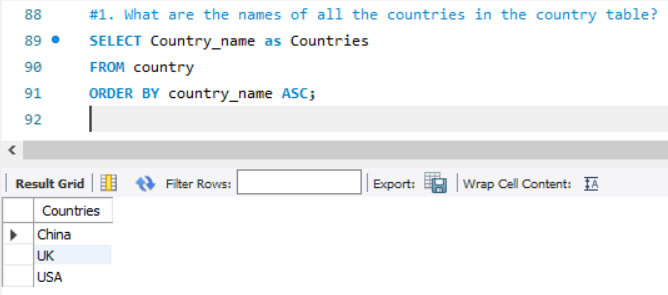 88 #1. What are the names of all the countries in the country table?
89 SELECT Country_name as Countries
90 FROM country
91 ORDER BY country_name ASC;
92
Result Grid Filter Rows: Export: Wrap Cell Content: IA
Countries
China
UK
USA